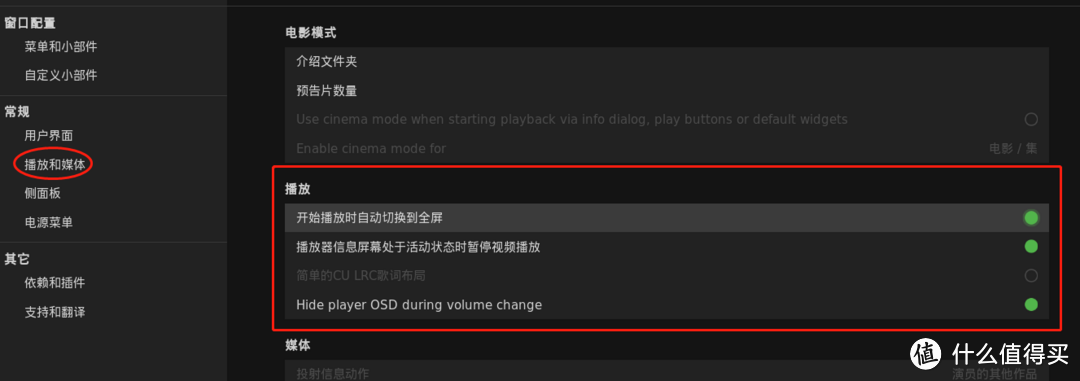 窗口配置
菜单和小部件
自定义小部件
常规
用户界面
播放和媒体
侧面板
电源菜单
其它
依赖和插件
支持和翻译
电影模式
介绍文件夹
预告片数量
Use cinema mode when starting playback via info dialog, play buttons or default widgets
Enable cinema mode for 电影 / 集
播放
开始播放时自动切换到全屏
播放器信息屏幕处于活动状态时暂停视频播放
简单的CU LRC歌词布局
Hide player OSD during volume change
媒体
投射信息动作 演员的其他作品
值 什么值得买